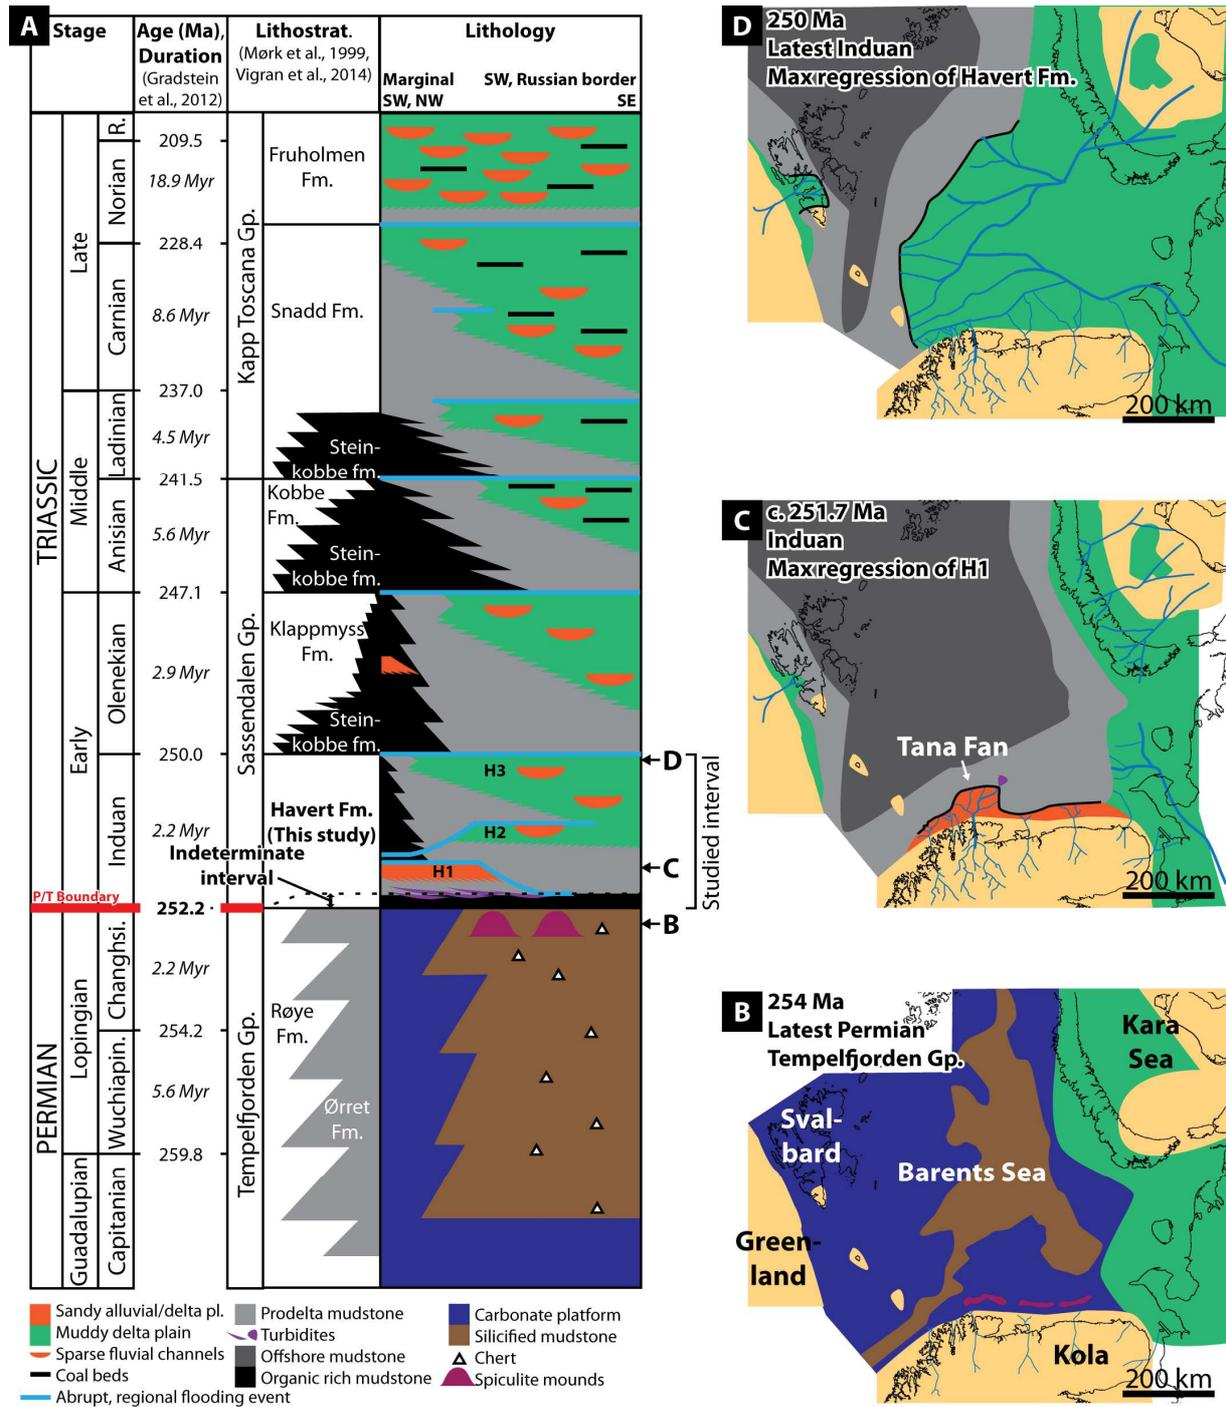 A
Stage
Age (Ma),
Duration
(Gradstein
et al., 2012)
Lithostrat.
(Mørk et al., 1999,
Vigran et al., 2014)
Lithology
Marginal
SW, NW
SW, Russian border
SE
TRIASSIC
Late
R.
209.5
Norian
18.9 Myr
228.4
Carnian
8.6 Myr
237.0
Middle
Ladinian
4.5 Myr
241.5
Anisian
5.6 Myr
247.1
Early
Olenekian
2.9 Myr
250.0
Induan
2.2 Myr
P/T Boundary
252.2
PERMIAN
Lopingian
Changhsi.
2.2 Myr
254.2
Wuchiapin.
5.6 Myr
259.8
Guadalupian
Capitanian
Kapp Toscana Gp.
Sassendalen Gp.
Tempelfjorden Gp.
Fruholmen
Fm.
Snadd Fm.
Stein-
kobbe fm.
Kobbe
Fm.
Stein-
kobbe fm.
Klappmyss
Fm.
Stein-
kobbe fm.
Havert Fm.
(This study)
Indeterminate
interval
Røye
Fm.
Ørret
Fm.
H3
H2
H1
D
C
B
Studied interval
Sandy alluvial/delta pl.
Muddy delta plain
Sparse fluvial channels
Coal beds
Abrupt, regional flooding event
Prodelta mudstone
Turbidites
Offshore mudstone
Organic rich mudstone
Carbonate platform
Silicified mudstone
Chert
Spiculite mounds
D
250 Ma
Latest Induan
Max regression of Havert Fm.
200 km
C
c. 251.7 Ma
Induan
Max regression of H1
Tana Fan
200 km
B
254 Ma
Latest Permian
Tempelfjorden Gp.
Kara
Sea
Sval-
bard
Barents Sea
Green-
land
Kola
200 km